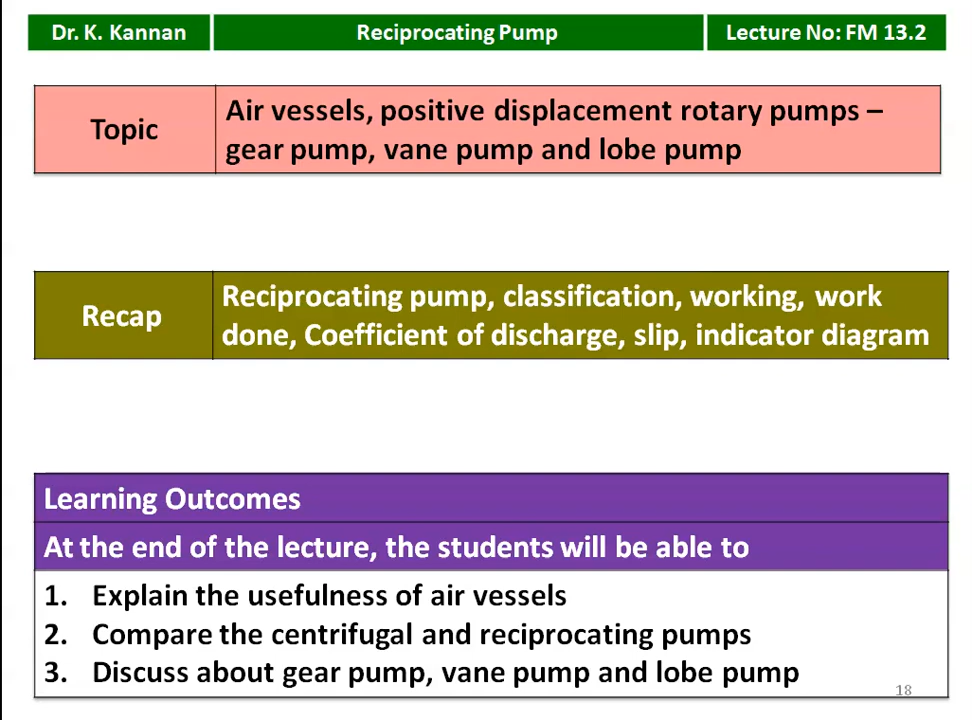 Dr. K. Kannan
Reciprocating Pump
Lecture No: FM 13.2
Topic
Air vessels, positive displacement rotary pumps –
gear pump, vane pump and lobe pump
Recap
Reciprocating pump, classification, working, work
done, Coefficient of discharge, slip, indicator diagram
Learning Outcomes
At the end of the lecture, the students will be able to
1. Explain the usefulness of air vessels
2. Compare the centrifugal and reciprocating pumps
3. Discuss about gear pump, vane pump and lobe pump
18